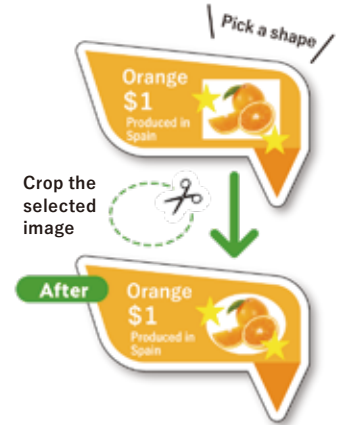 Pick a shape
Orange
$1
Produced in
Spain
Crop the
selected
image
After
Orange
$1
Produced in
Spain